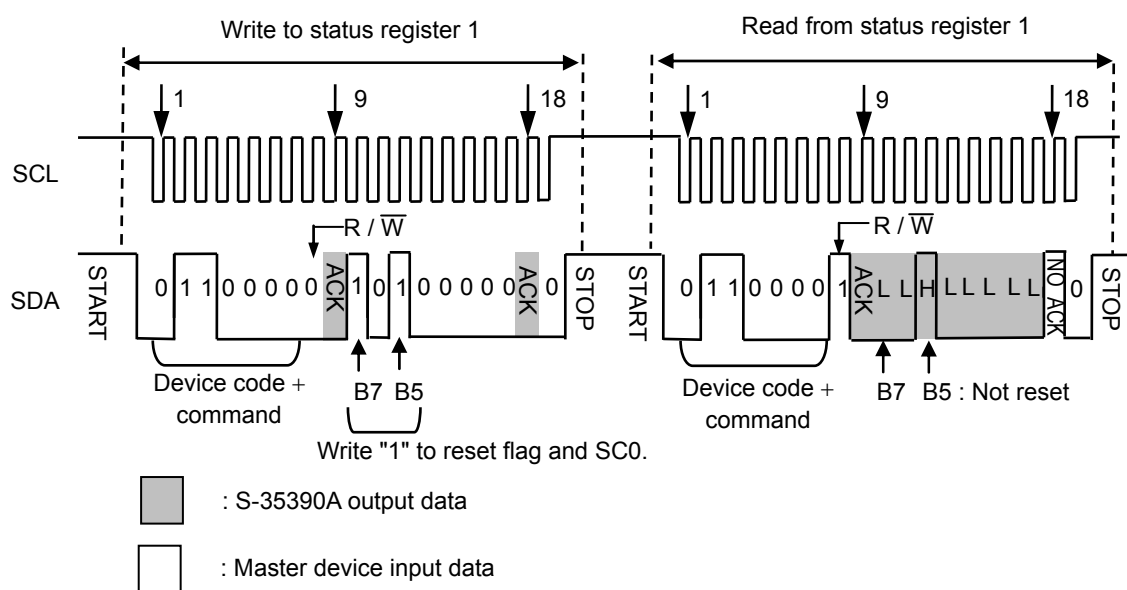 Write to status register 1
Read from status register 1
1 9 18 1 9 18
SCL
R / W̅ R / W̅
SDA
START 0 1 1 0 0 0 0 0 ACK 1 0 1 0 0 0 0 0 ACK 0 STOP START 0 1 1 0 0 0 0 1 ACK L L H L L L L L NO ACK 0 STOP
B7 B5 B7 B5 : Not reset
Device code +
command
Device code +
command
Write "1" to reset flag and SC0.
: S-35390A output data
: Master device input data